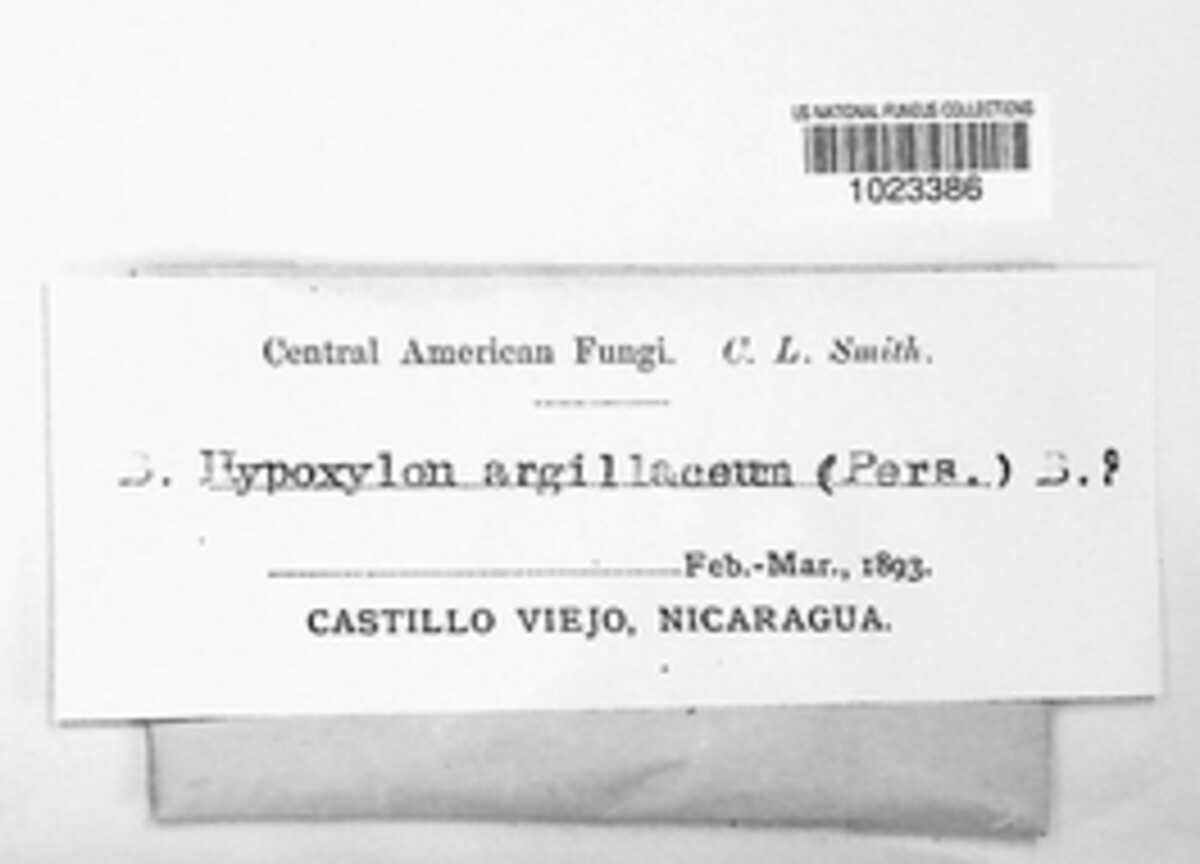 US NATIONAL FUNGUS COLLECTIONS
1023386
Central American Fungi. C. L. Smith.
B. Hypoxylon argillaceum (Pers.) B.?
Feb.-Mar., 1893.
CASTILLO VIEJO, NICARAGUA.